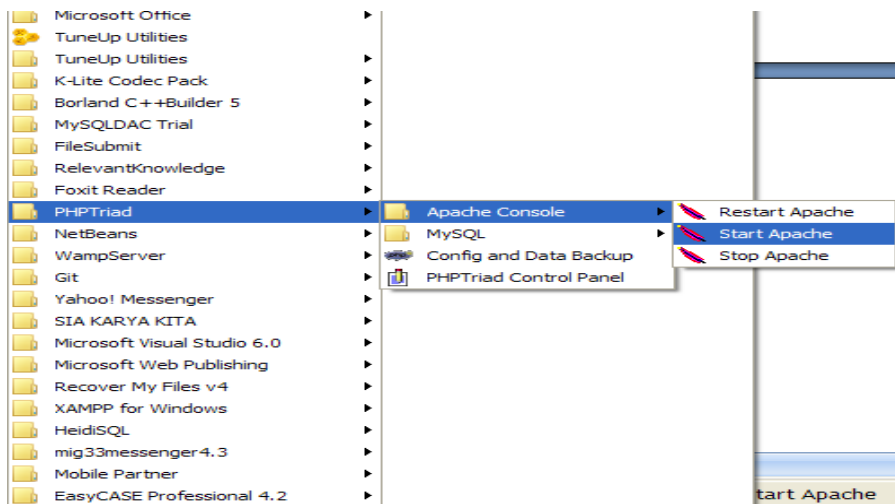 Microsoft Office
TuneUp Utilities
TuneUp Utilities
K-Lite Codec Pack
Borland C++Builder 5
MySQLDAC Trial
FileSubmit
RelevantKnowledge
Foxit Reader
PHPTriad
Apache Console
Restart Apache
NetBeans
MySQL
Start Apache
WampServer
Config and Data Backup
Stop Apache
Git
PHPTriad Control Panel
Yahoo! Messenger
SIA KARYA KITA
Microsoft Visual Studio 6.0
Microsoft Web Publishing
Recover My Files v4
XAMPP for Windows
HeidiSQL
mig33messenger4.3
Mobile Partner
EasyCASE Professional 4.2
tart Apache